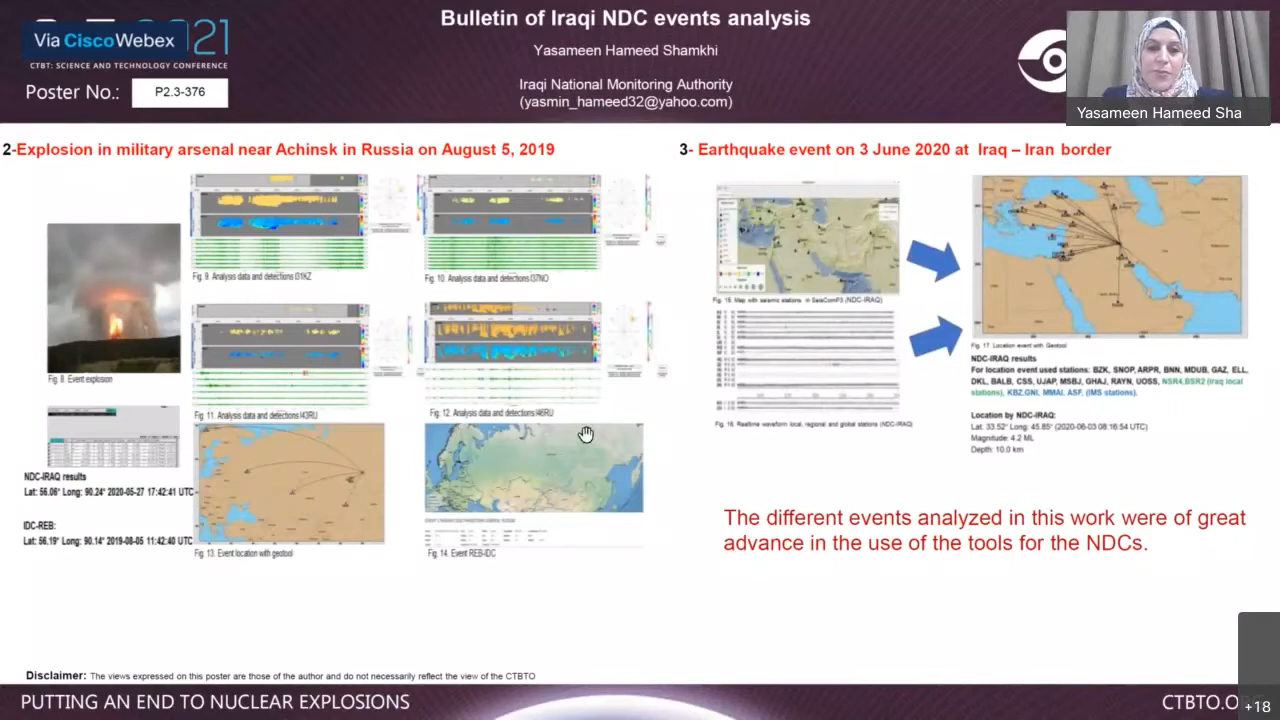 Bulletin of Iraqi NDC events analysis
Via CiscoWebex
21
CTBT: SCIENCE AND TECHNOLOGY CONFERENCE
Poster No.: P2.3-376
Yasameen Hameed Shamkhi
Iraqi National Monitoring Authority
(yasmin_hameed32@yahoo.com)
Yasameen Hameed Sha
2-Explosion in military arsenal near Achinsk in Russia on August 5, 2019
Fig. 9. Analysis data and detections I31KZ
Fig. 10. Analysis data and detections I37NO
Fig. 8. Event explosion
Fig. 11. Analysis data and detections I43RU
Fig. 12. Analysis data and detections I46RU
NDC-IRAQ results
Lat: 56.06° Long: 90.24° 2020-05-27 17:42:41 UTC
IDC-REB:
Lat: 56.19° Long: 90.14° 2019-08-05 11:42:40 UTC
Fig. 13. Event location with geotool
Fig. 14. Event REB-IDC
3- Earthquake event on 3 June 2020 at Iraq – Iran border
Fig. 15. Map with seismic stations in SeisComP3 (NDC-IRAQ)
Fig. 16. Realtime waveform local, regional and global stations (NDC-IRAQ)
Fig. 17. Location event with Geotool
NDC-IRAQ results
For location event used stations: BZK, SNOP, ARPR, BNN, MDUB, GAZ, ELL,
DKL, BALB, CSS, UJAP, MSBJ, GHAJ, RAYN, UOSS, NSR4,BSR2 (Iraq local
stations), KBZ,GNI, MMAI, ASF, (IMS stations),
Location by NDC-IRAQ:
Lat: 33.52° Long: 45.85° (2020-06-03 08:16:54 UTC)
Magnitude: 4.2 ML
Depth: 10.0 km
The different events analyzed in this work were of great
advance in the use of the tools for the NDCs.
Disclaimer: The views expressed on this poster are those of the author and do not necessarily reflect the view of the CTBTO
PUTTING AN END TO NUCLEAR EXPLOSIONS
CTBTO.O
+18